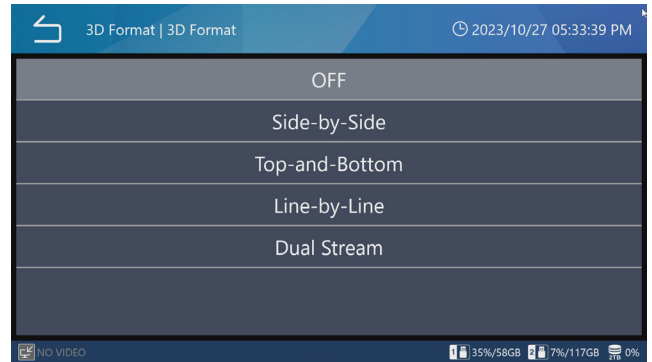 3D Format | 3D Format 2023/10/27 05:33:39 PM
OFF
Side-by-Side
Top-and-Bottom
Line-by-Line
Dual Stream
NO VIDEO 1 35%/58GB 2 7%/117GB 2TB 0%